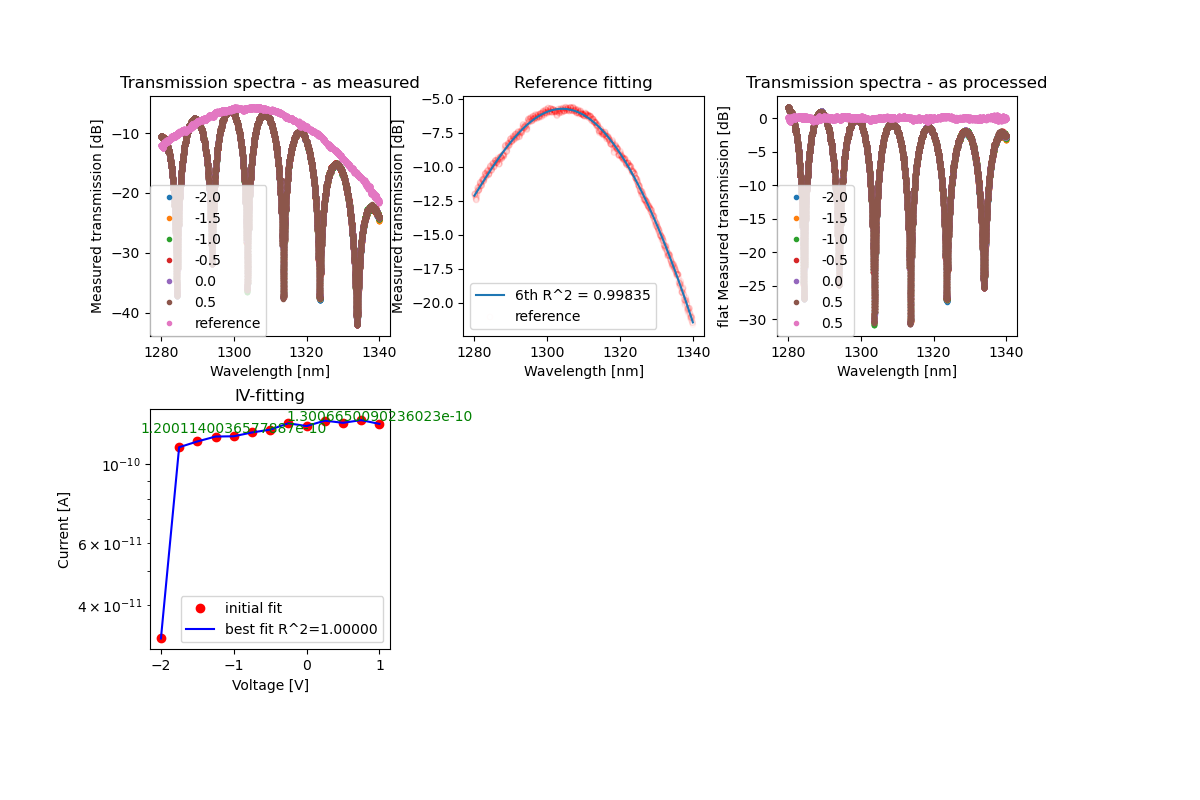 Transmission spectra - as measured
Measured transmission [dB]
−10
−20
−30
−40
-2.0
-1.5
-1.0
-0.5
0.0
0.5
reference
1280
1300
1320
1340
Wavelength [nm]
Reference fitting
Measured transmission [dB]
−5.0
−7.5
−10.0
−12.5
−15.0
−17.5
−20.0
6th R^2 = 0.99835
reference
1280
1300
1320
1340
Wavelength [nm]
Transmission spectra - as processed
flat Measured transmission [dB]
0
−5
−10
−15
−20
−25
−30
-2.0
-1.5
-1.0
-0.5
0.0
0.5
0.5
1280
1300
1320
1340
Wavelength [nm]
IV-fitting
Current [A]
10⁻¹⁰
6 × 10⁻¹¹
4 × 10⁻¹¹
1.3006650090236023e-10
initial fit
best fit R^2=1.00000
−2
−1
0
1
Voltage [V]